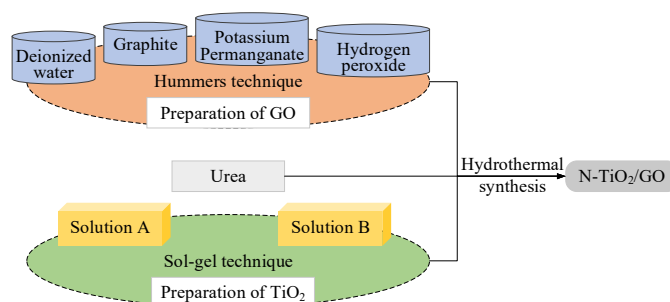 Deionized
water
Graphite
Potassium
Permanganate
Hydrogen
peroxide
Hummers technique
Preparation of GO
Urea
Hydrothermal
synthesis
N-TiO₂/GO
Solution A
Solution B
Sol-gel technique
Preparation of TiO₂